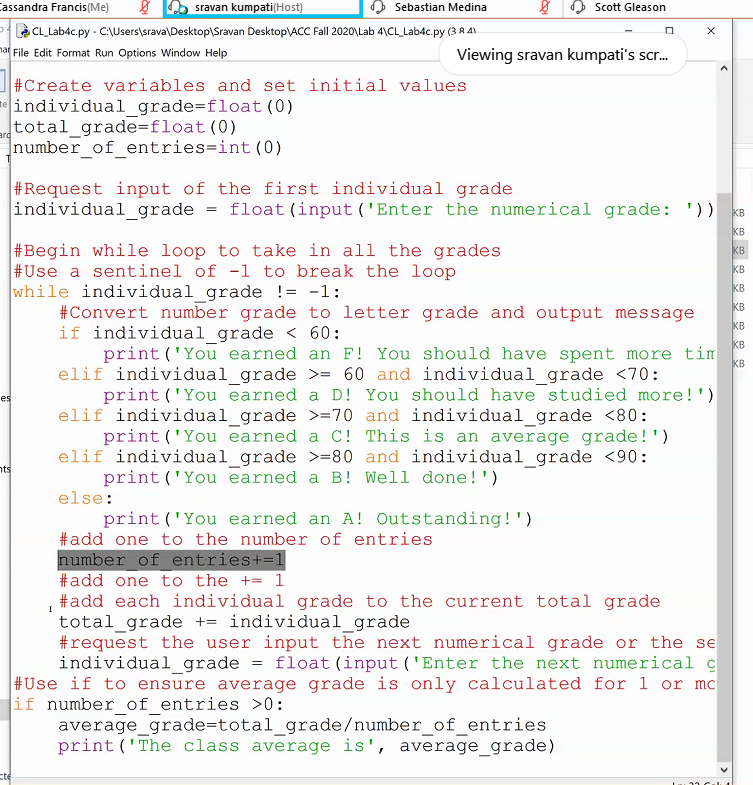 Cassandra Francis(Me) sravan kumpati(Host) Sebastian Medina Scott Gleason
CL_Lab4c.py - C:\Users\srava\Desktop\Sravan Desktop\ACC Fall 2020\Lab 4\CL_Lab4c.py (3.8.4)
File Edit Format Run Options Window Help
Viewing sravan kumpati's scr...
#Create variables and set initial values
individual_grade=float(0)
total_grade=float(0)
number_of_entries=int(0)
#Request input of the first individual grade
individual_grade = float(input('Enter the numerical grade: '))
#Begin while loop to take in all the grades
#Use a sentinel of -1 to break the loop
while individual_grade != -1:
    #Convert number grade to letter grade and output message
    if individual_grade < 60:
        print('You earned an F! You should have spent more tim
    elif individual_grade >= 60 and individual_grade <70:
        print('You earned a D! You should have studied more!')
    elif individual_grade >=70 and individual_grade <80:
        print('You earned a C! This is an average grade!')
    elif individual_grade >=80 and individual_grade <90:
        print('You earned a B! Well done!')
    else:
        print('You earned an A! Outstanding!')
    #add one to the number of entries
    number_of_entries+=1
    #add one to the += 1
    #add each individual grade to the current total grade
    total_grade += individual_grade
    #request the user input the next numerical grade or the se
    individual_grade = float(input('Enter the next numerical g
#Use if to ensure average grade is only calculated for 1 or mo
if number_of_entries >0:
    average_grade=total_grade/number_of_entries
    print('The class average is', average_grade)
KB
KB
KB
KB
KB
KB
KB
KB
KB